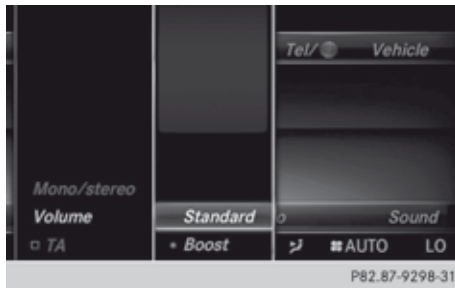 Tel/ Vehicle
Mono/stereo
Volume Standard o Sound
TA • Boost AUTO LO
P82.87-9298-31